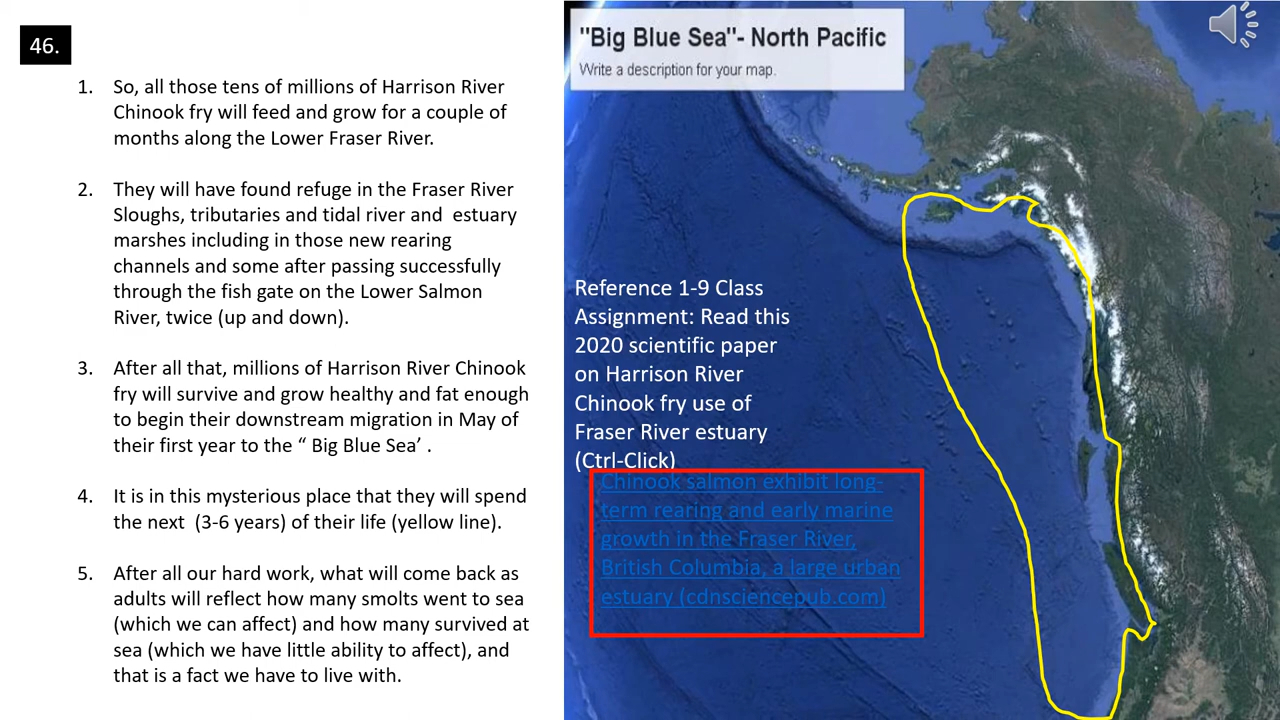 46.
1. So, all those tens of millions of Harrison River
Chinook fry will feed and grow for a couple of
months along the Lower Fraser River.
2. They will have found refuge in the Fraser River
Sloughs, tributaries and tidal river and  estuary
marshes including in those new rearing
channels and some after passing successfully
through the fish gate on the Lower Salmon
River, twice (up and down).
3. After all that, millions of Harrison River Chinook
fry will survive and grow healthy and fat enough
to begin their downstream migration in May of
their first year to the “ Big Blue Sea’ .
4. It is in this mysterious place that they will spend
the next  (3-6 years) of their life (yellow line).
5. After all our hard work, what will come back as
adults will reflect how many smolts went to sea
(which we can affect) and how many survived at
sea (which we have little ability to affect), and
that is a fact we have to live with.
"Big Blue Sea"- North Pacific
Write a description for your map.
Reference 1-9 Class
Assignment: Read this
2020 scientific paper
on Harrison River
Chinook fry use of
Fraser River estuary
(Ctrl-Click)
Chinook salmon exhibit long-
term rearing and early marine
growth in the Fraser River,
British Columbia, a large urban
estuary (cdnsciencepub.com)